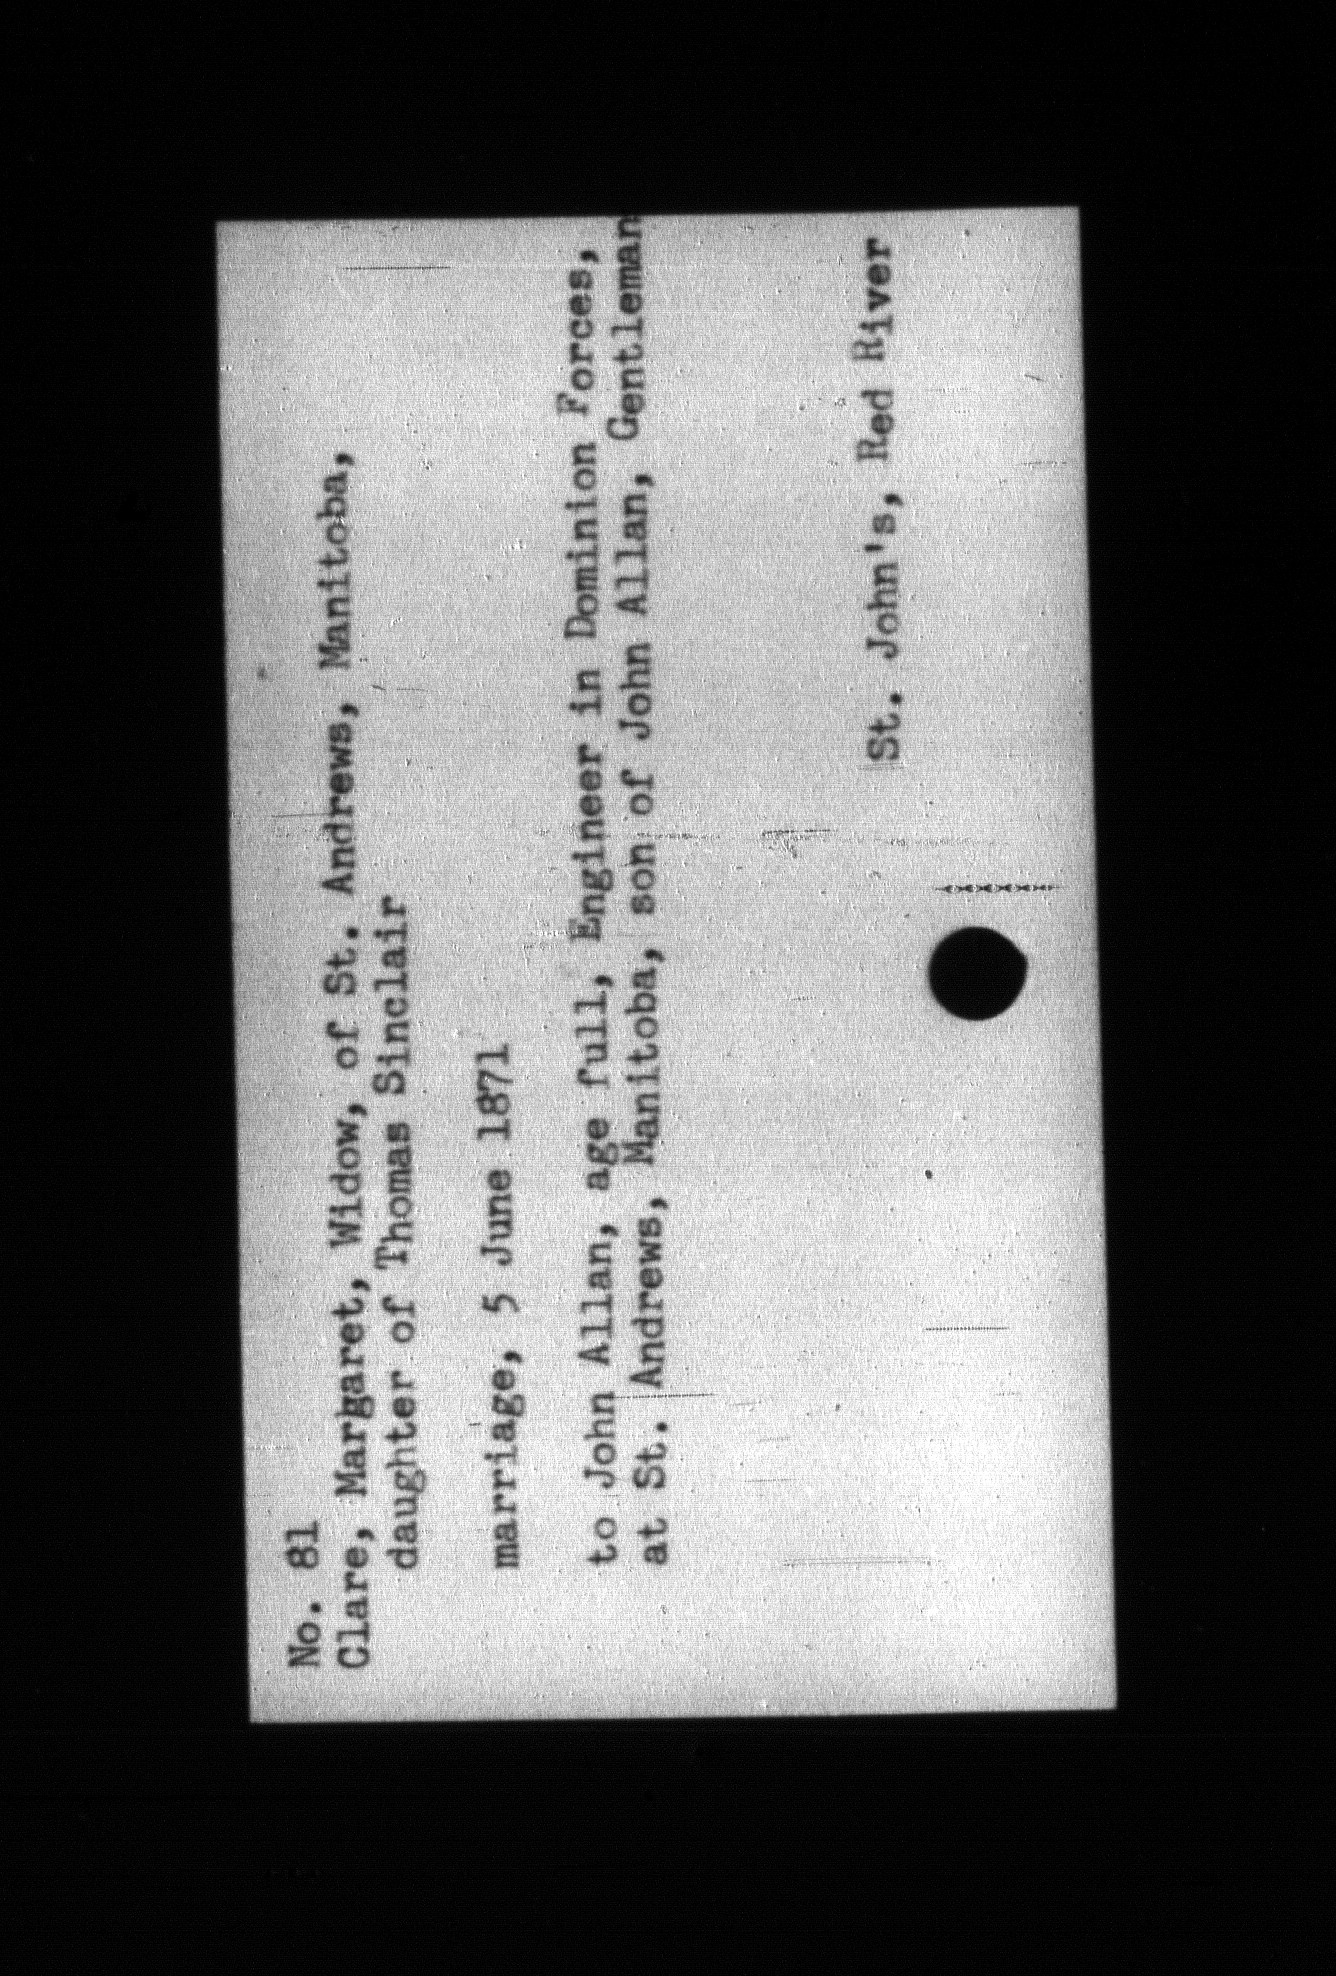 No. 81
Clare, Margaret, Widow, of St. Andrews, Manitoba,
daughter of Thomas Sinclair
marriage, 5 June 1871
to John Allan, age full, Engineer in Dominion Forces,
at St. Andrews, Manitoba, son of John Allan, Gentleman
St. John's, Red River